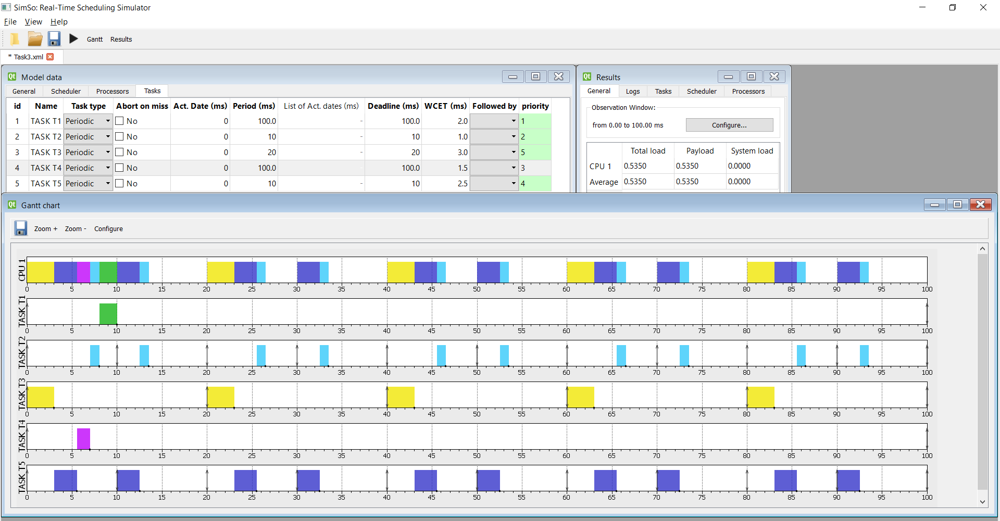 SimSo: Real-Time Scheduling Simulator
File View Help
Gantt Results
* Task3.xml
Qt Model data
General Scheduler Processors Tasks
id Name Task type Abort on miss Act. Date (ms) Period (ms) List of Act. dates (ms) Deadline (ms) WCET (ms) Followed by priority
1 TASK T1 Periodic No 0 100.0 - 100.0 2.0 1
2 TASK T2 Periodic No 0 10 - 10 1.0 2
3 TASK T3 Periodic No 0 20 - 20 3.0 5
4 TASK T4 Periodic No 0 100.0 100.0 1.5 3
5 TASK T5 Periodic No 0 10 - 10 2.5 4
Qt Results
General Logs Tasks Scheduler Processors
Observation Window:
from 0.00 to 100.00 ms Configure...
Total load Payload System load
CPU 1 0.5350 0.5350 0.0000
Average 0.5350 0.5350 0.0000
Qt Gantt chart
Zoom + Zoom - Configure
CPU 1
0 5 10 15 20 25 30 35 40 45 50 55 60 65 70 75 80 85 90 95 100
TASK T1
0 5 10 15 20 25 30 35 40 45 50 55 60 65 70 75 80 85 90 95 100
TASK T2
0 5 10 15 20 25 30 35 40 45 50 55 60 65 70 75 80 85 90 95 100
TASK T3
0 5 10 15 20 25 30 35 40 45 50 55 60 65 70 75 80 85 90 95 100
TASK T4
0 5 10 15 20 25 30 35 40 45 50 55 60 65 70 75 80 85 90 95 100
TASK T5
0 5 10 15 20 25 30 35 40 45 50 55 60 65 70 75 80 85 90 95 100